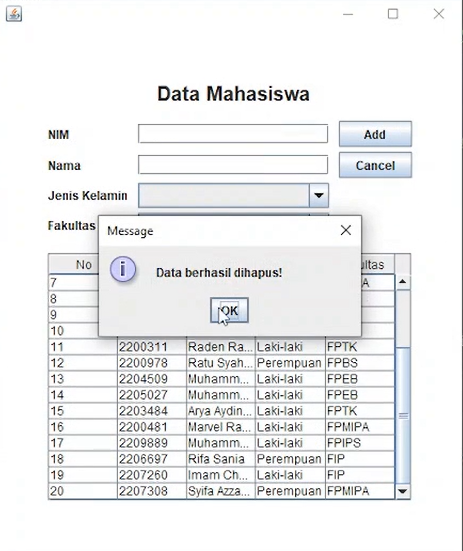 Data Mahasiswa
NIM Add
Nama Cancel
Jenis Kelamin
Fakultas
Message
Data berhasil dihapus!
OK
No
7
8
9
10
11 2200311 Raden Ra... Laki-laki FPTK
12 2200978 Ratu Syah... Perempuan FPBS
13 2204509 Muhamm... Laki-laki FPEB
14 2205027 Muhamm... Laki-laki FPEB
15 2203484 Arya Aydin... Laki-laki FPTK
16 2200481 Marvel Ra... Laki-laki FPMIPA
17 2209889 Muhamm... Laki-laki FPIPS
18 2206697 Rifa Sania Perempuan FIP
19 2207260 Imam Ch... Laki-laki FIP
20 2207308 Syifa Azza... Perempuan FPMIPA